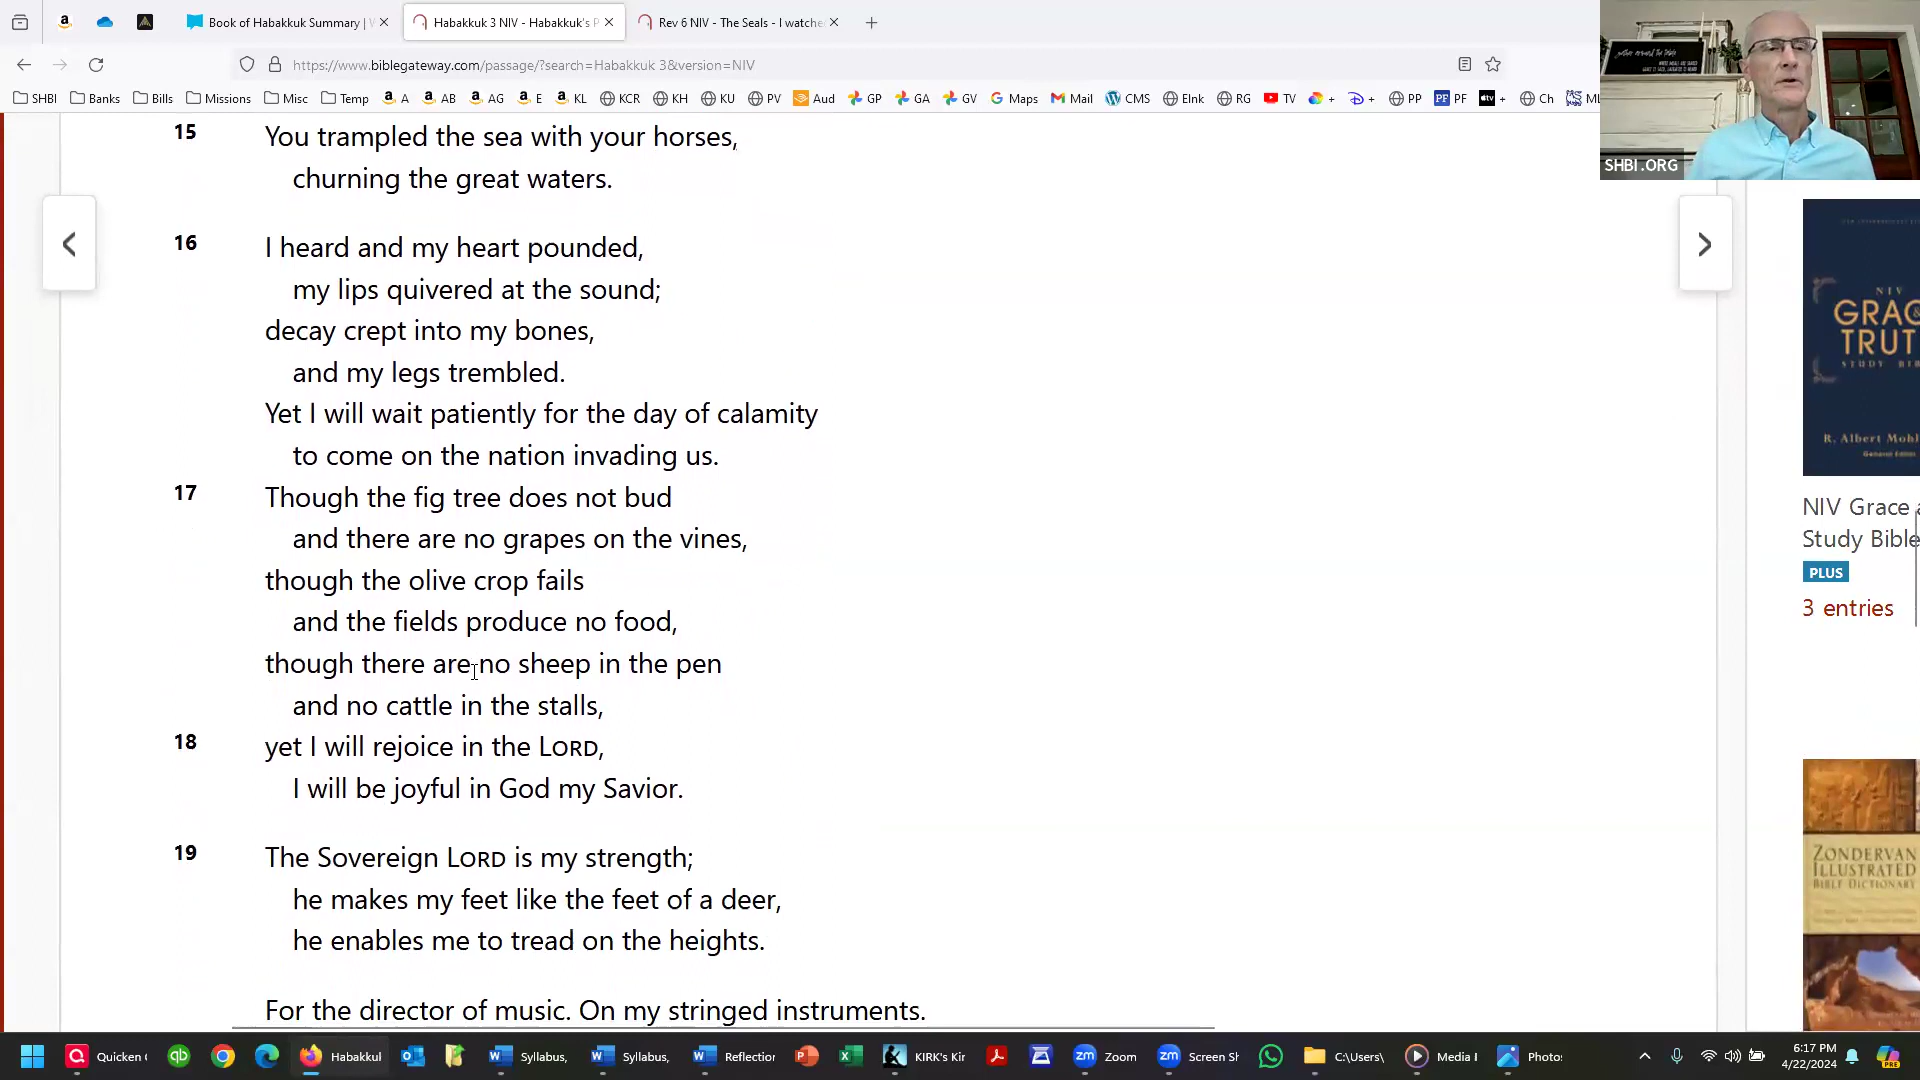 Book of Habakkuk Summary | W
Habakkuk 3 NIV - Habakkuk's P
Rev 6 NIV - The Seals - I watche
https://www.biblegateway.com/passage/?search=Habakkuk 3&version=NIV
SHBI Banks Bills Missions Misc Temp A AB AG E KL KCR KH KU PV Aud GP GA GV Maps Mail CMS EInk RG TV + + PP PF + Ch ML
SHBI.ORG
15 You trampled the sea with your horses,
churning the great waters.
16 I heard and my heart pounded,
my lips quivered at the sound;
decay crept into my bones,
and my legs trembled.
Yet I will wait patiently for the day of calamity
to come on the nation invading us.
17 Though the fig tree does not bud
and there are no grapes on the vines,
though the olive crop fails
and the fields produce no food,
though there are no sheep in the pen
and no cattle in the stalls,
18 yet I will rejoice in the LORD,
I will be joyful in God my Savior.
19 The Sovereign LORD is my strength;
he makes my feet like the feet of a deer,
he enables me to tread on the heights.
For the director of music. On my stringed instruments.
NIV
GRAC
&
TRUT
STUDY BIB
R. Albert Mohl
General Editor
NIV Grace a
Study Bible
PLUS
3 entries
ZONDERVAN
ILLUSTRATED
BIBLE DICTIONARY
Quicken Habakkuk Syllabus, Syllabus, Reflection KIRK's Kir Zoom Screen Sh C:\Users\ Media Photos
6:17 PM
4/22/2024